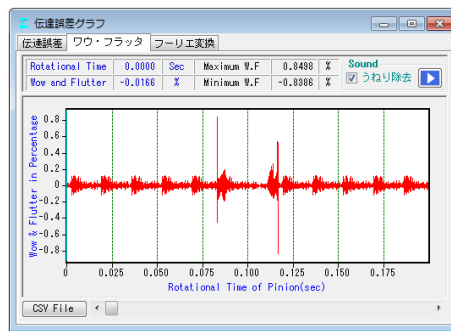 伝達誤差グラフ
伝達誤差 ワウ・フラッタ フーリエ変換
Rotational Time 0.0000 Sec Maximum W.F 0.8498 %
Wow and Flutter -0.0166 % Minimum W.F -0.8386 %
Sound
うねり除去
Wow & Flutter in Percentage
0.8
0.6
0.4
0.2
0
-0.2
-0.4
-0.6
-0.8
0 0.025 0.050 0.075 0.100 0.125 0.150 0.175
Rotational Time of Pinion(sec)
CSV File